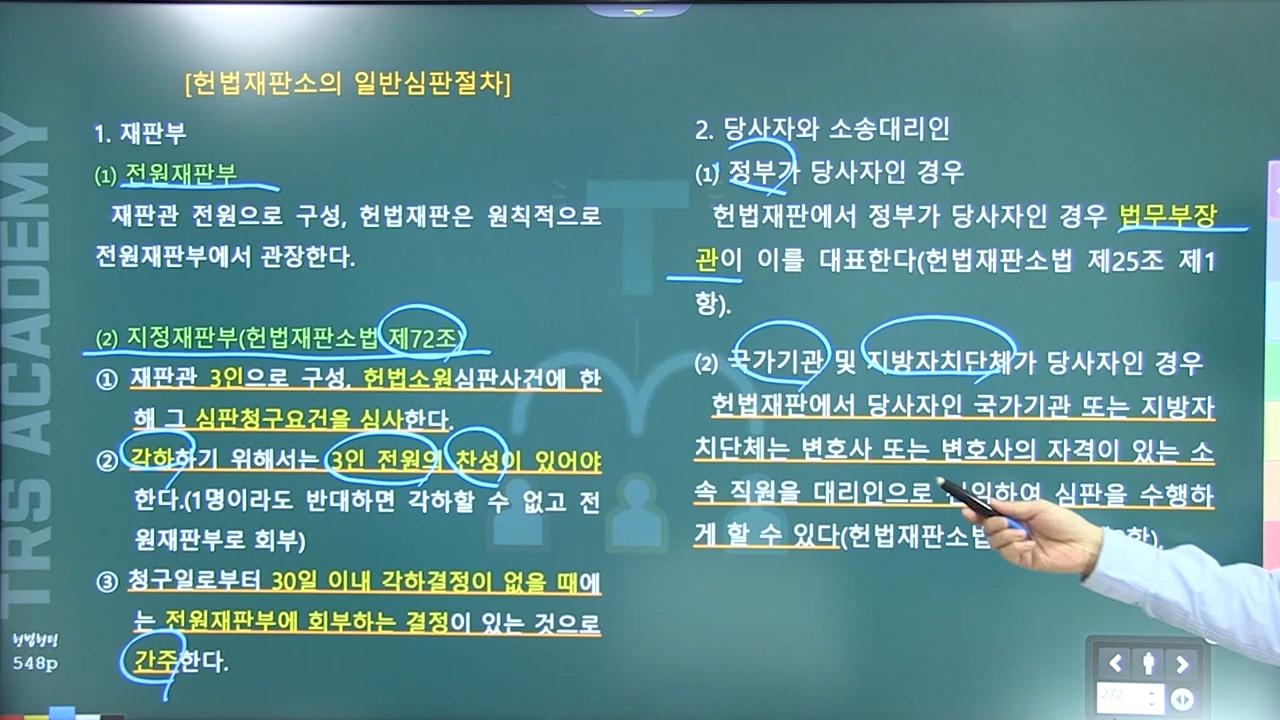 [헌법재판소의 일반심판절차]
1. 재판부
(1) 전원재판부
재판관 전원으로 구성, 헌법재판은 원칙적으로
전원재판부에서 관장한다.
(2) 지정재판부(헌법재판소법 제72조)
① 재판관 3인으로 구성, 헌법소원심판사건에 한
해 그 심판청구요건을 심사한다.
② 각하하기 위해서는 3인 전원의 찬성이 있어야
한다.(1명이라도 반대하면 각하할 수 없고 전
원재판부로 회부)
③ 청구일로부터 30일 이내 각하결정이 없을 때에
는 전원재판부에 회부하는 결정이 있는 것으로
간주한다.
2. 당사자와 소송대리인
(1) 정부가 당사자인 경우
헌법재판에서 정부가 당사자인 경우 법무부장
관이 이를 대표한다(헌법재판소법 제25조 제1
항).
(2) 국가기관 및 지방자치단체가 당사자인 경우
헌법재판에서 당사자인 국가기관 또는 지방자
치단체는 변호사 또는 변호사의 자격이 있는 소
속 직원을 대리인으로 심판을 수행하
게 할 수 있다(헌법재판소법
TRS ACADEMY
헌법헌팅
548p
272